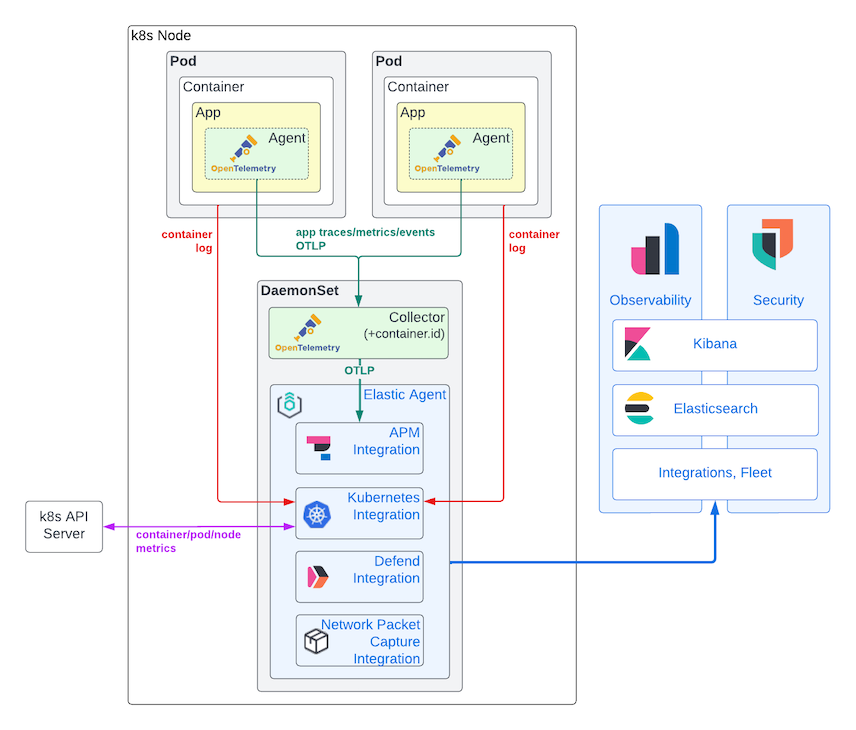 k8s Node
Pod
Container
App
Agent
OpenTelemetry
Pod
Container
App
Agent
OpenTelemetry
container
log
app traces/metrics/events
OTLP
container
log
DaemonSet
Collector
(+container.id)
OpenTelemetry
OTLP
Elastic Agent
APM
Integration
Kubernetes
Integration
Defend
Integration
Network Packet
Capture
Integration
k8s API
Server
container/pod/node
metrics
Observability
Security
Kibana
Elasticsearch
Integrations, Fleet